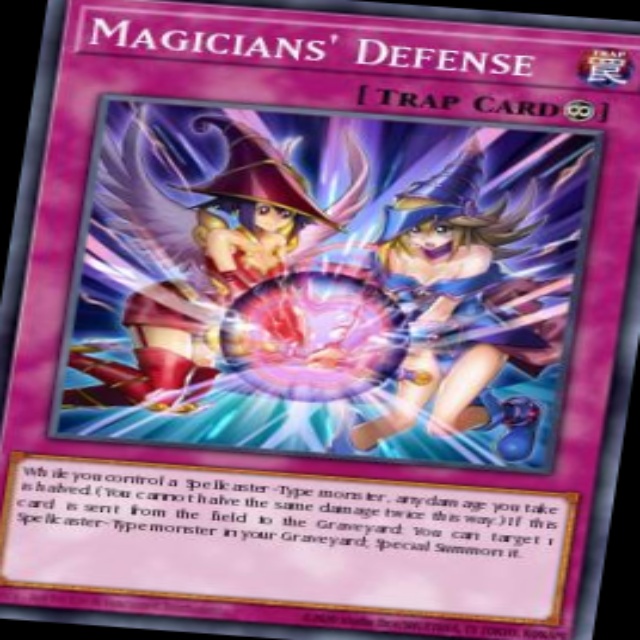 MAGICIANS' DEFENSE
TRAP
罠
[TRAP CARD]
While you control a Spellcaster-Type monster, any damage you take
is halved. (You cannot halve the same damage twice this way.) If this
card is sent from the field to the Graveyard: You can target 1
Spellcaster-Type monster in your Graveyard; Special Summon it.